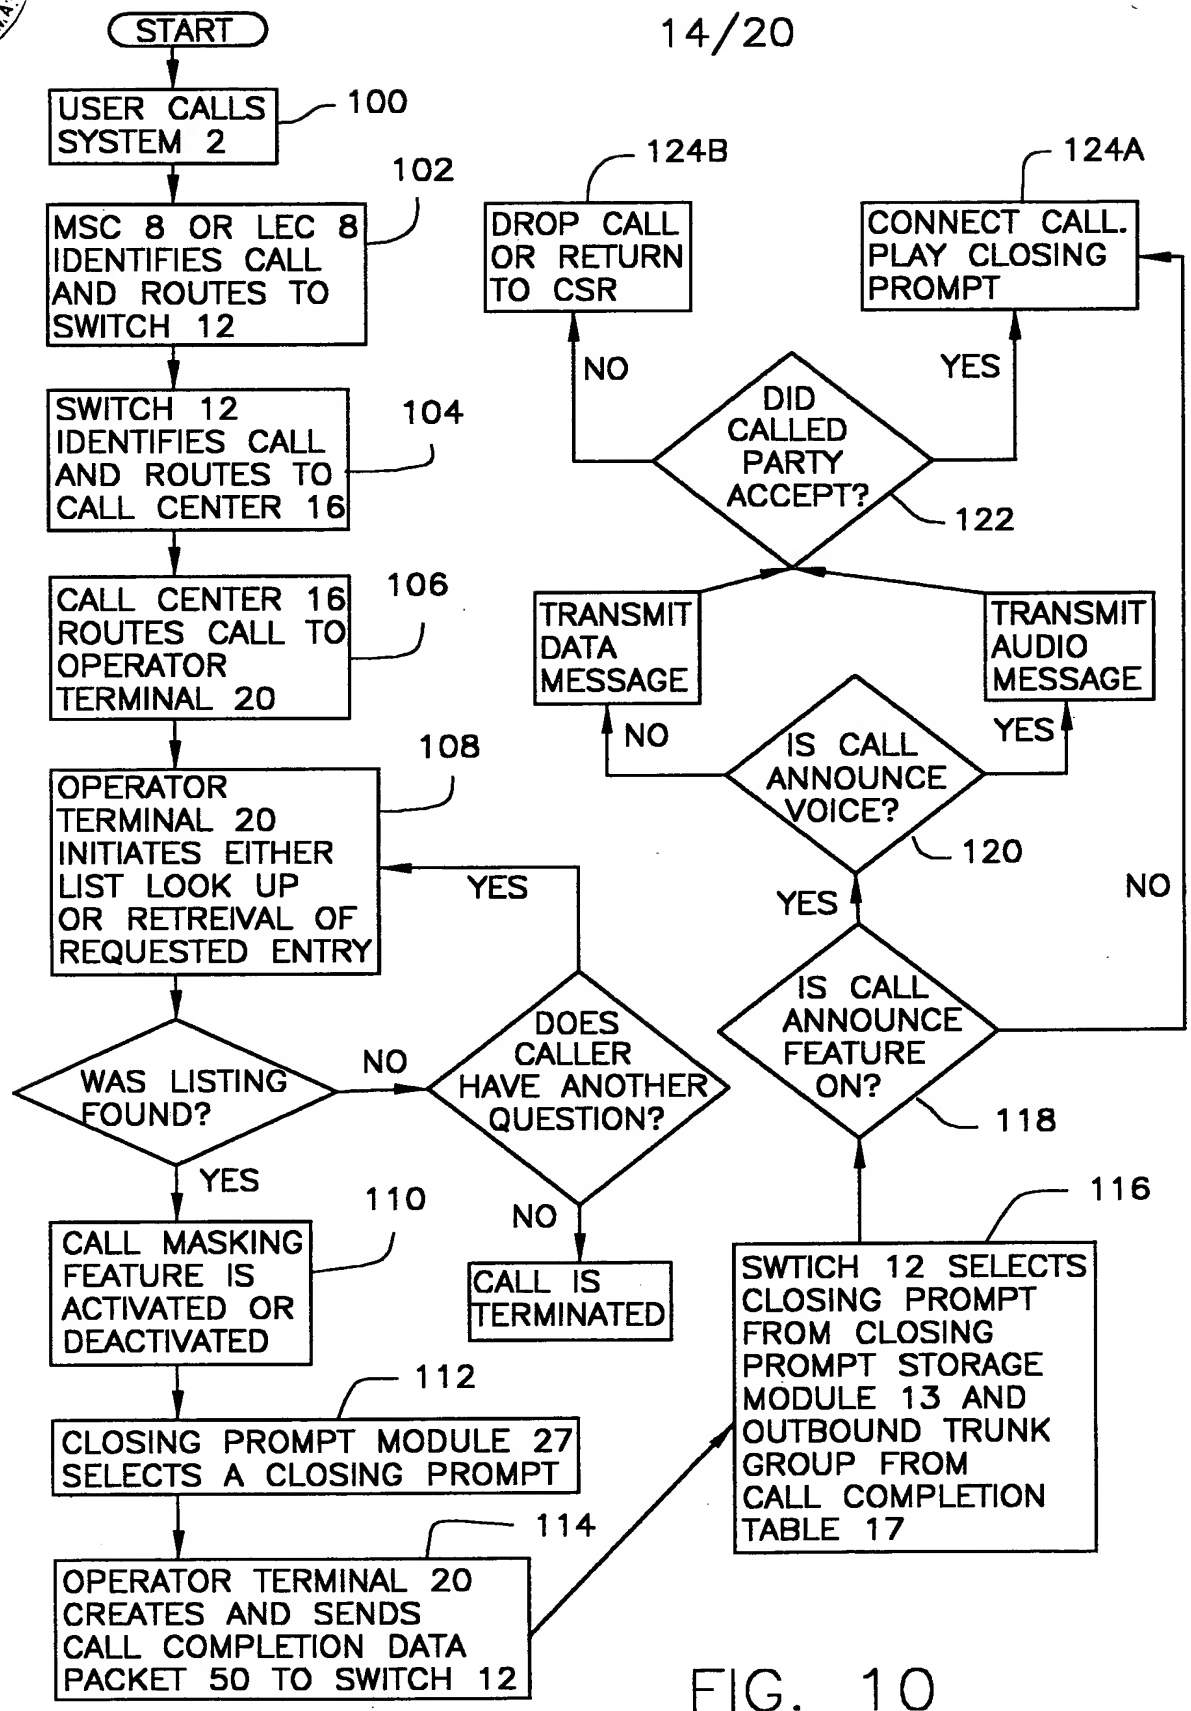 14/20
START
USER CALLS
SYSTEM 2
100
MSC 8 OR LEC 8
IDENTIFIES CALL
AND ROUTES TO
SWITCH 12
102
SWITCH 12
IDENTIFIES CALL
AND ROUTES TO
CALL CENTER 16
104
CALL CENTER 16
ROUTES CALL TO
OPERATOR
TERMINAL 20
106
OPERATOR
TERMINAL 20
INITIATES EITHER
LIST LOOK UP
OR RETREIVAL OF
REQUESTED ENTRY
108
WAS LISTING
FOUND?
NO
YES
DOES
CALLER
HAVE ANOTHER
QUESTION?
YES
NO
CALL IS
TERMINATED
CALL MASKING
FEATURE IS
ACTIVATED OR
DEACTIVATED
110
CLOSING PROMPT MODULE 27
SELECTS A CLOSING PROMPT
112
OPERATOR TERMINAL 20
CREATES AND SENDS
CALL COMPLETION DATA
PACKET 50 TO SWITCH 12
114
SWTICH 12 SELECTS
CLOSING PROMPT
FROM CLOSING
PROMPT STORAGE
MODULE 13 AND
OUTBOUND TRUNK
GROUP FROM
CALL COMPLETION
TABLE 17
116
IS CALL
ANNOUNCE
FEATURE
ON?
118
YES
NO
IS CALL
ANNOUNCE
VOICE?
120
NO
YES
TRANSMIT
DATA
MESSAGE
TRANSMIT
AUDIO
MESSAGE
DID
CALLED
PARTY
ACCEPT?
122
NO
YES
DROP CALL
OR RETURN
TO CSR
124B
CONNECT CALL.
PLAY CLOSING
PROMPT
124A
FIG. 10